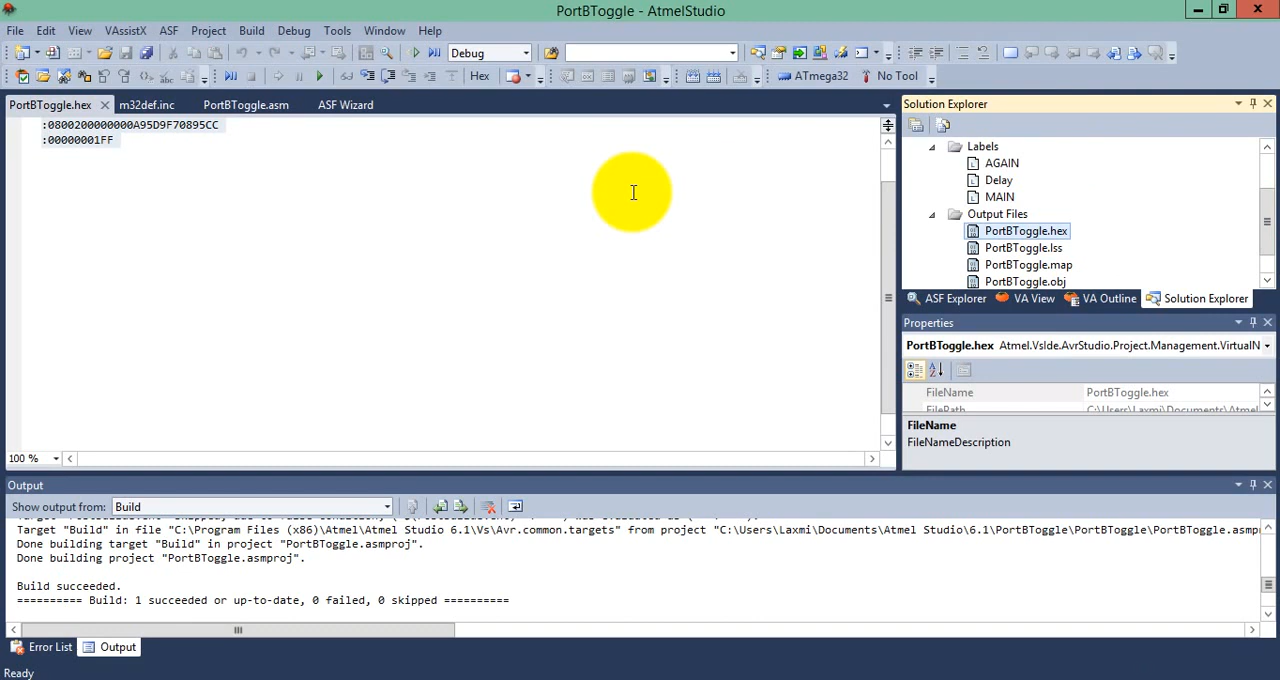 PortBToggle - AtmelStudio
File Edit View VAssistX ASF Project Build Debug Tools Window Help
Debug
Hex ATmega32 No Tool
PortBToggle.hex m32def.inc PortBToggle.asm ASF Wizard
:0800200000000A95D9F70895CC
:00000001FF
100 %
Solution Explorer
Labels
AGAIN
Delay
MAIN
Output Files
PortBToggle.hex
PortBToggle.lss
PortBToggle.map
PortBToggle.obj
ASF Explorer VA View VA Outline Solution Explorer
Properties
PortBToggle.hex Atmel.VsIde.AvrStudio.Project.Management.VirtualN
FileName PortBToggle.hex
FilePath C:\Users\Laxmi\Documents\Atmel
FileName
FileNameDescription
Output
Show output from: Build
Target "Build" in file "C:\Program Files (x86)\Atmel\Atmel Studio 6.1\Vs\Avr.common.targets" from project "C:\Users\Laxmi\Documents\Atmel Studio\6.1\PortBToggle\PortBToggle\PortBToggle.asmp
Done building target "Build" in project "PortBToggle.asmproj".
Done building project "PortBToggle.asmproj".
Build succeeded.
========== Build: 1 succeeded or up-to-date, 0 failed, 0 skipped ==========
Error List Output
Ready